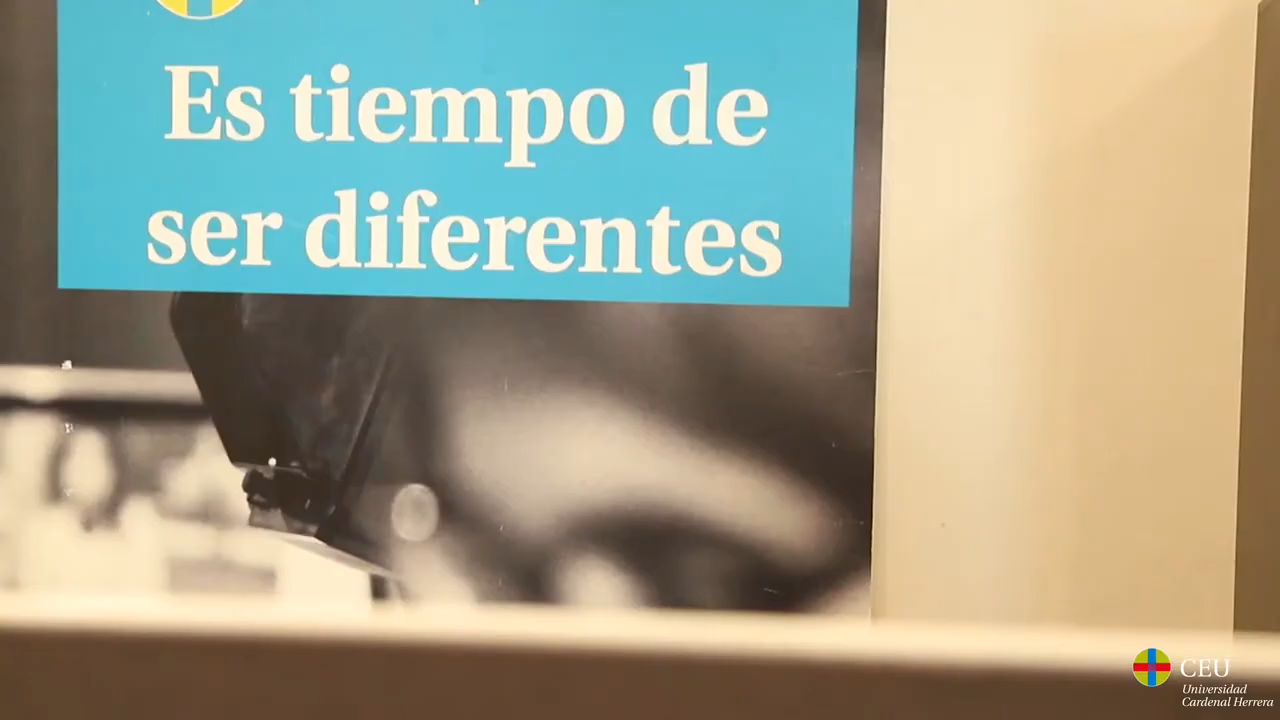 Es tiempo de
ser diferentes
CEU
Universidad
Cardenal Herrera